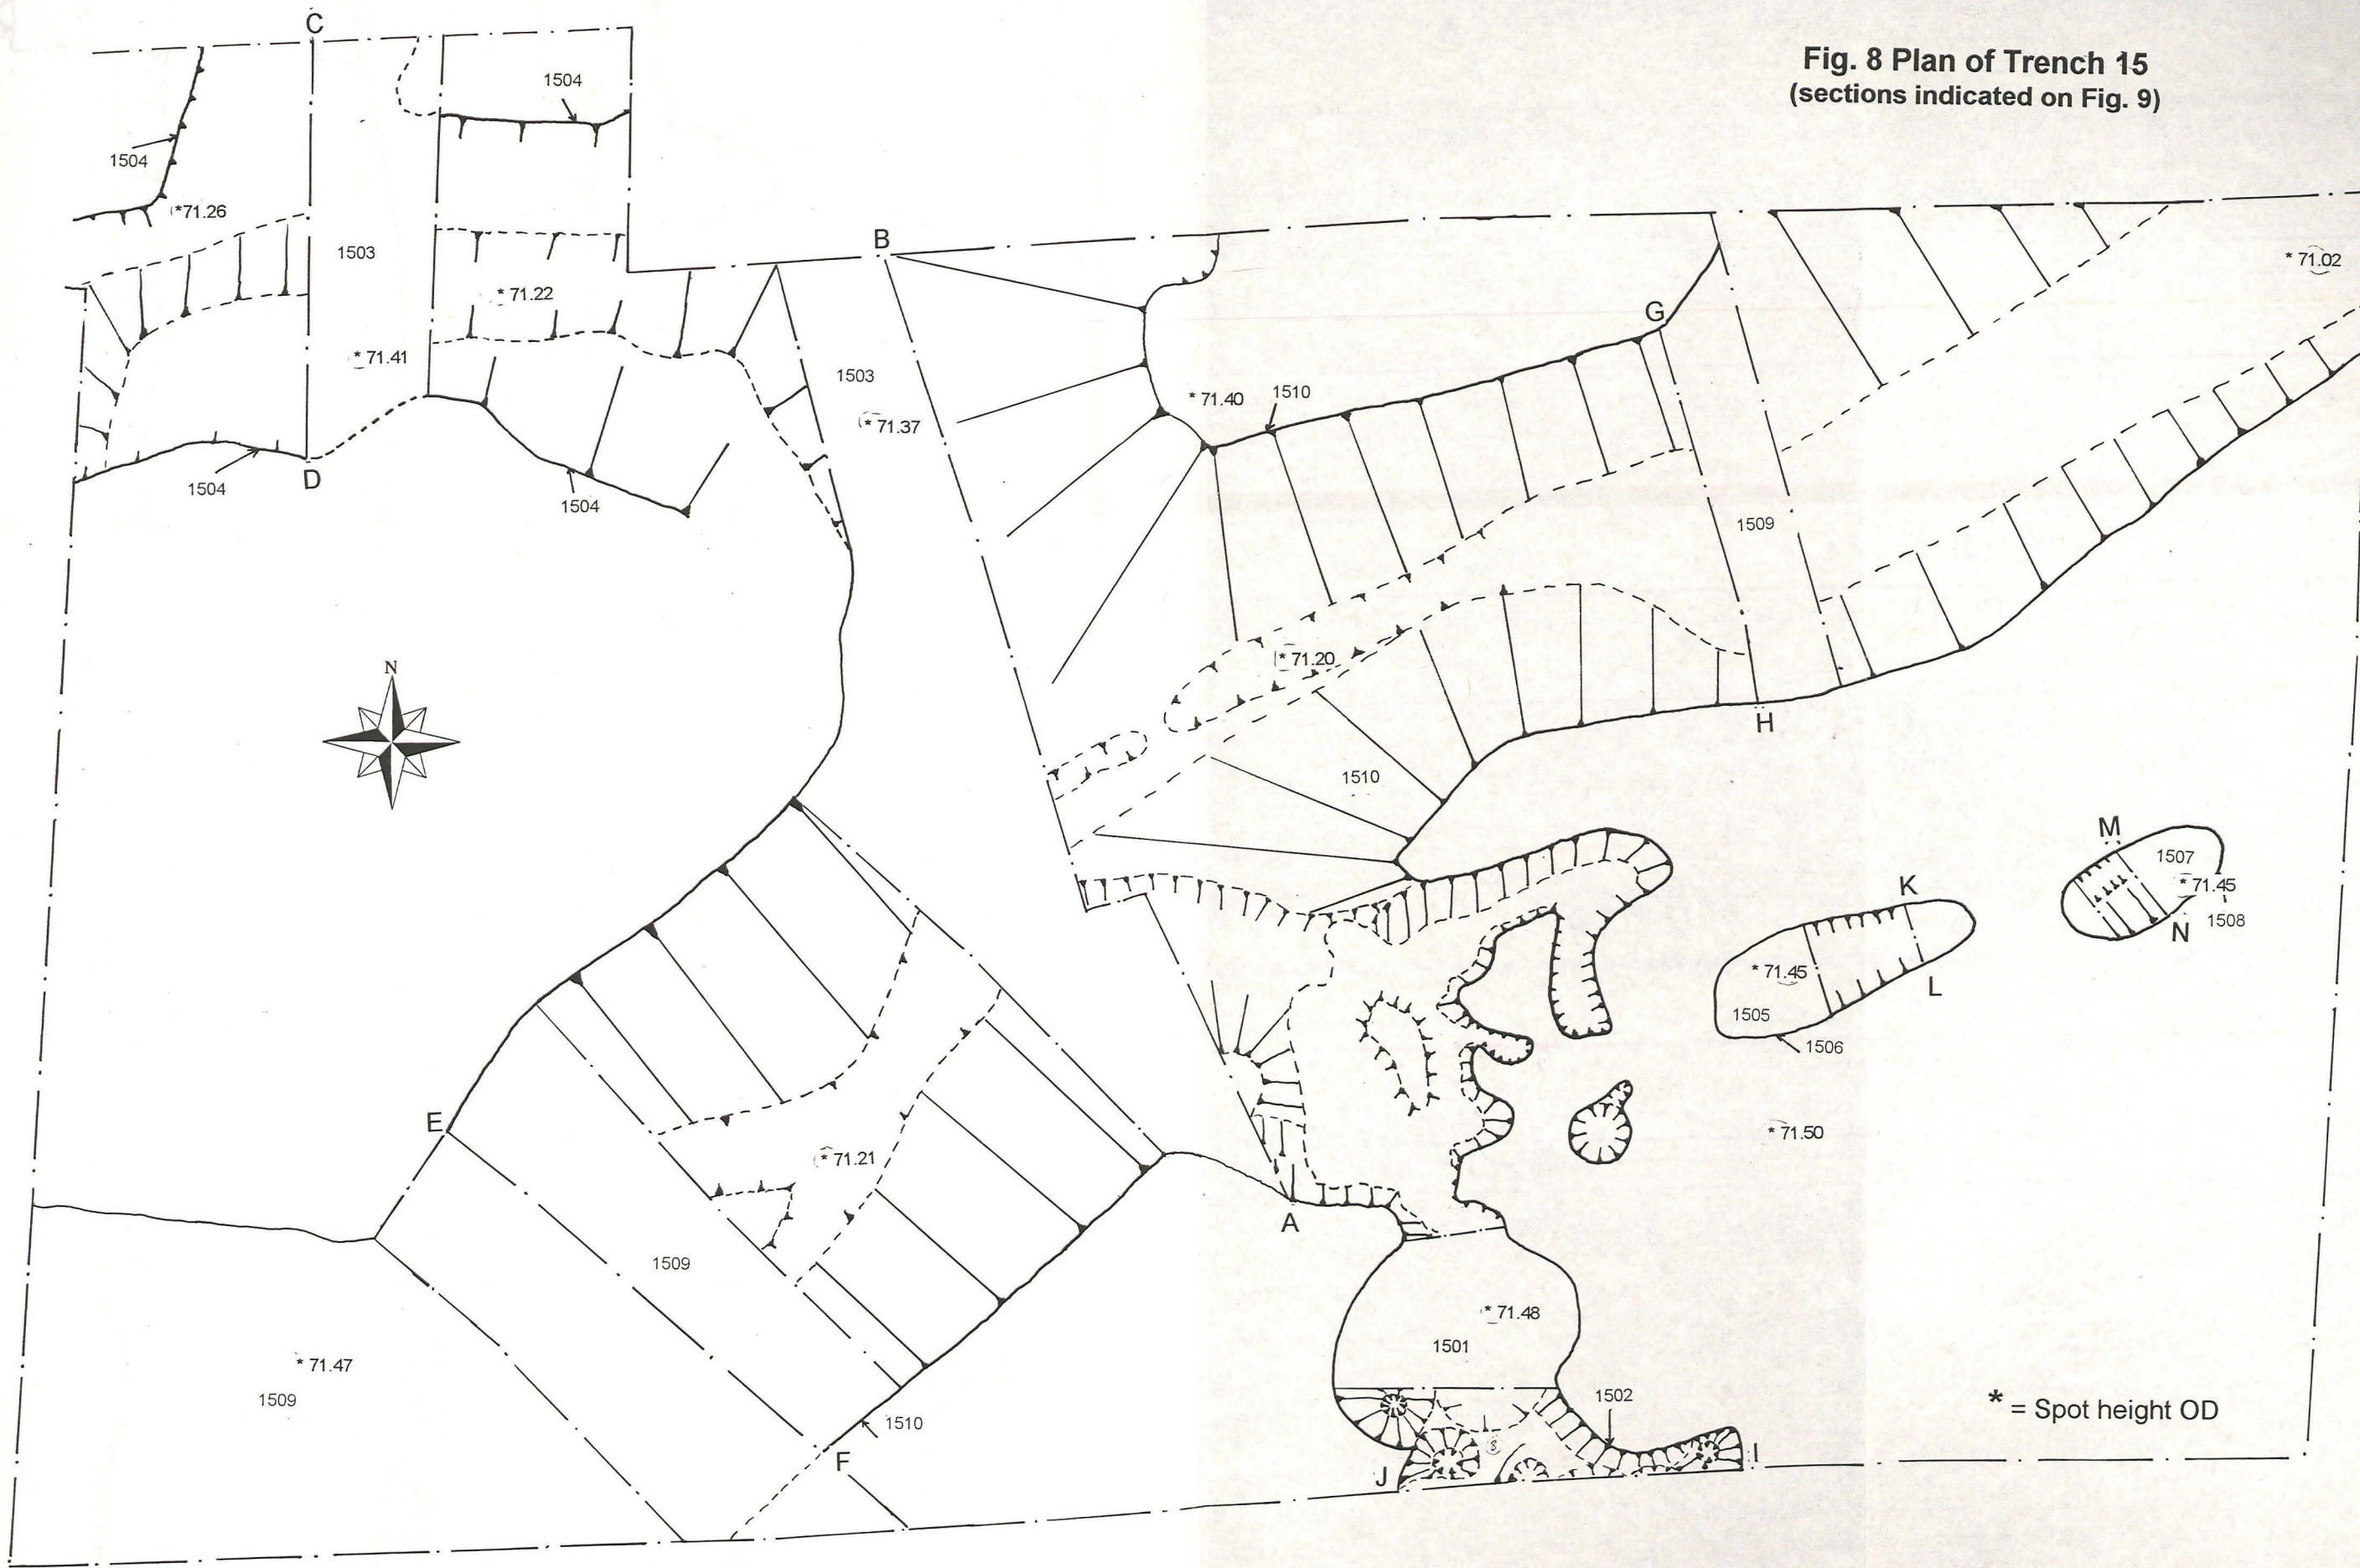 C
Fig. 8 Plan of Trench 15
(sections indicated on Fig. 9)
1504
1504
*71.26
B
1503
* 71.02
* 71.22
G
* 71.41
1503
* 71.40
1510
* 71.37
D
1504
1504
1509
N
* 71.20
H
1510
M
1507
K
* 71.45
1508
N
* 71.45
L
1505
1506
E
* 71.50
* 71.21
A
1509
* 71.48
1501
* 71.47
1509
1502
1510
* = Spot height OD
F
8
J
I